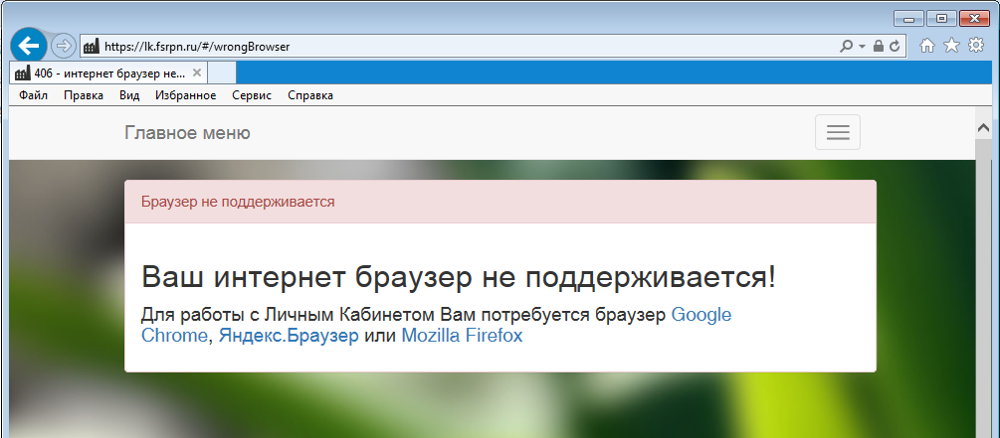 https://lk.fsrpn.ru/#/wrongBrowser
406 - интернет браузер не...
Файл Правка Вид Избранное Сервис Справка
Главное меню
Браузер не поддерживается
Ваш интернет браузер не поддерживается!
Для работы с Личным Кабинетом Вам потребуется браузер Google
Chrome, Яндекс.Браузер или Mozilla Firefox